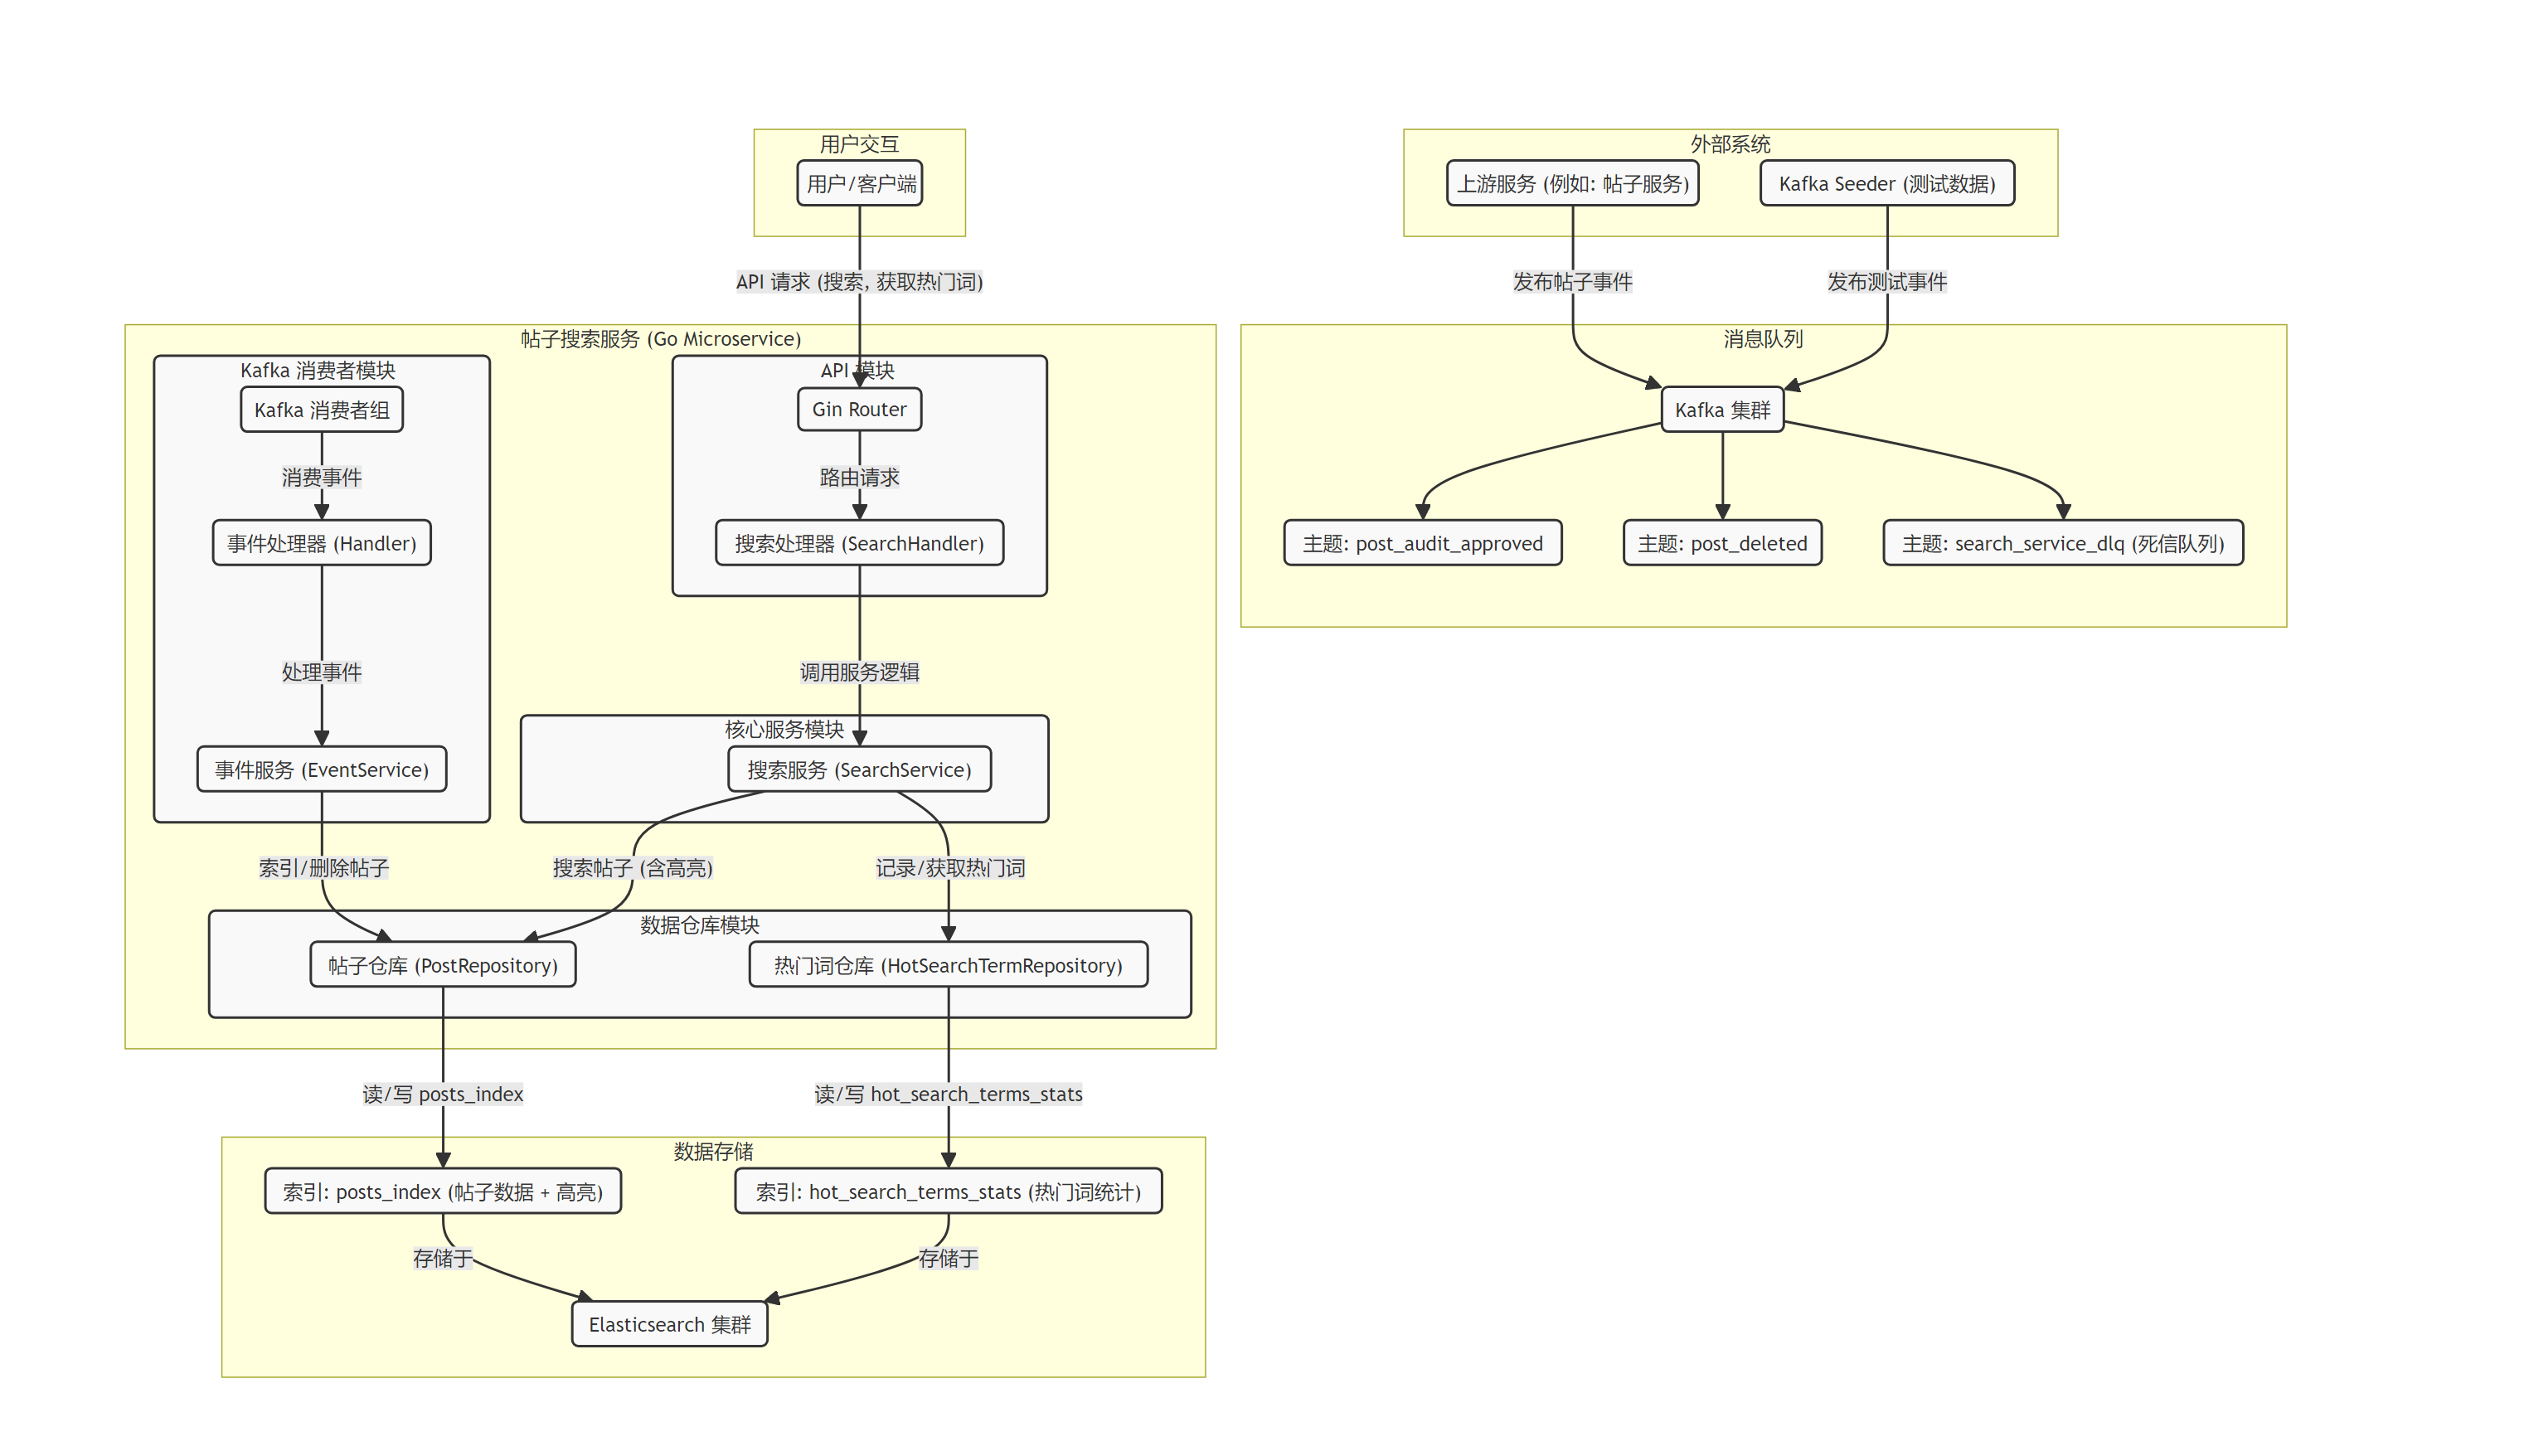 用户交互
用户/客户端
外部系统
上游服务 (例如: 帖子服务)
Kafka Seeder (测试数据)
API 请求 (搜索, 获取热门词)
发布帖子事件
发布测试事件
帖子搜索服务 (Go Microservice)
Kafka 消费者模块
Kafka 消费者组
消费事件
事件处理器 (Handler)
处理事件
事件服务 (EventService)
API 模块
Gin Router
路由请求
搜索处理器 (SearchHandler)
调用服务逻辑
核心服务模块
搜索服务 (SearchService)
索引/删除帖子
搜索帖子 (含高亮)
记录/获取热门词
数据仓库模块
帖子仓库 (PostRepository)
热门词仓库 (HotSearchTermRepository)
消息队列
Kafka 集群
主题: post_audit_approved
主题: post_deleted
主题: search_service_dlq (死信队列)
读/写 posts_index
读/写 hot_search_terms_stats
数据存储
索引: posts_index (帖子数据 + 高亮)
索引: hot_search_terms_stats (热门词统计)
存储于
存储于
Elasticsearch 集群